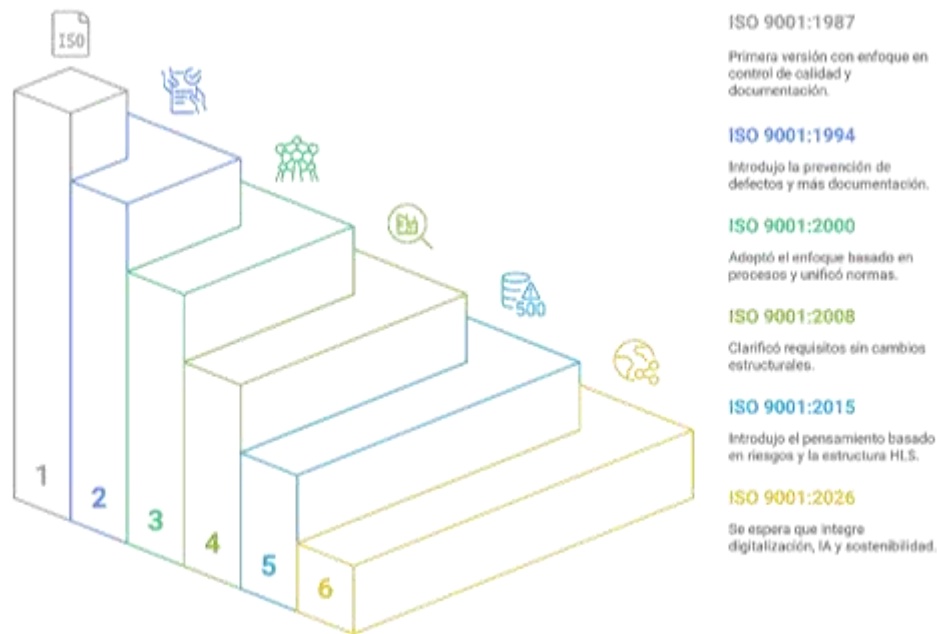 ISO
ISO 9001:1987
Primera versión con enfoque en
control de calidad y
documentación.
ISO 9001:1994
Introdujo la prevención de
defectos y más documentación.
ISO 9001:2000
Adoptó el enfoque basado en
procesos y unificó normas.
ISO 9001:2008
Clarificó requisitos sin cambios
estructurales.
500
ISO 9001:2015
Introdujo el pensamiento basado
en riesgos y la estructura HLS.
ISO 9001:2026
Se espera que integre
digitalización, IA y sostenibilidad.
1
2
3
4
5
6